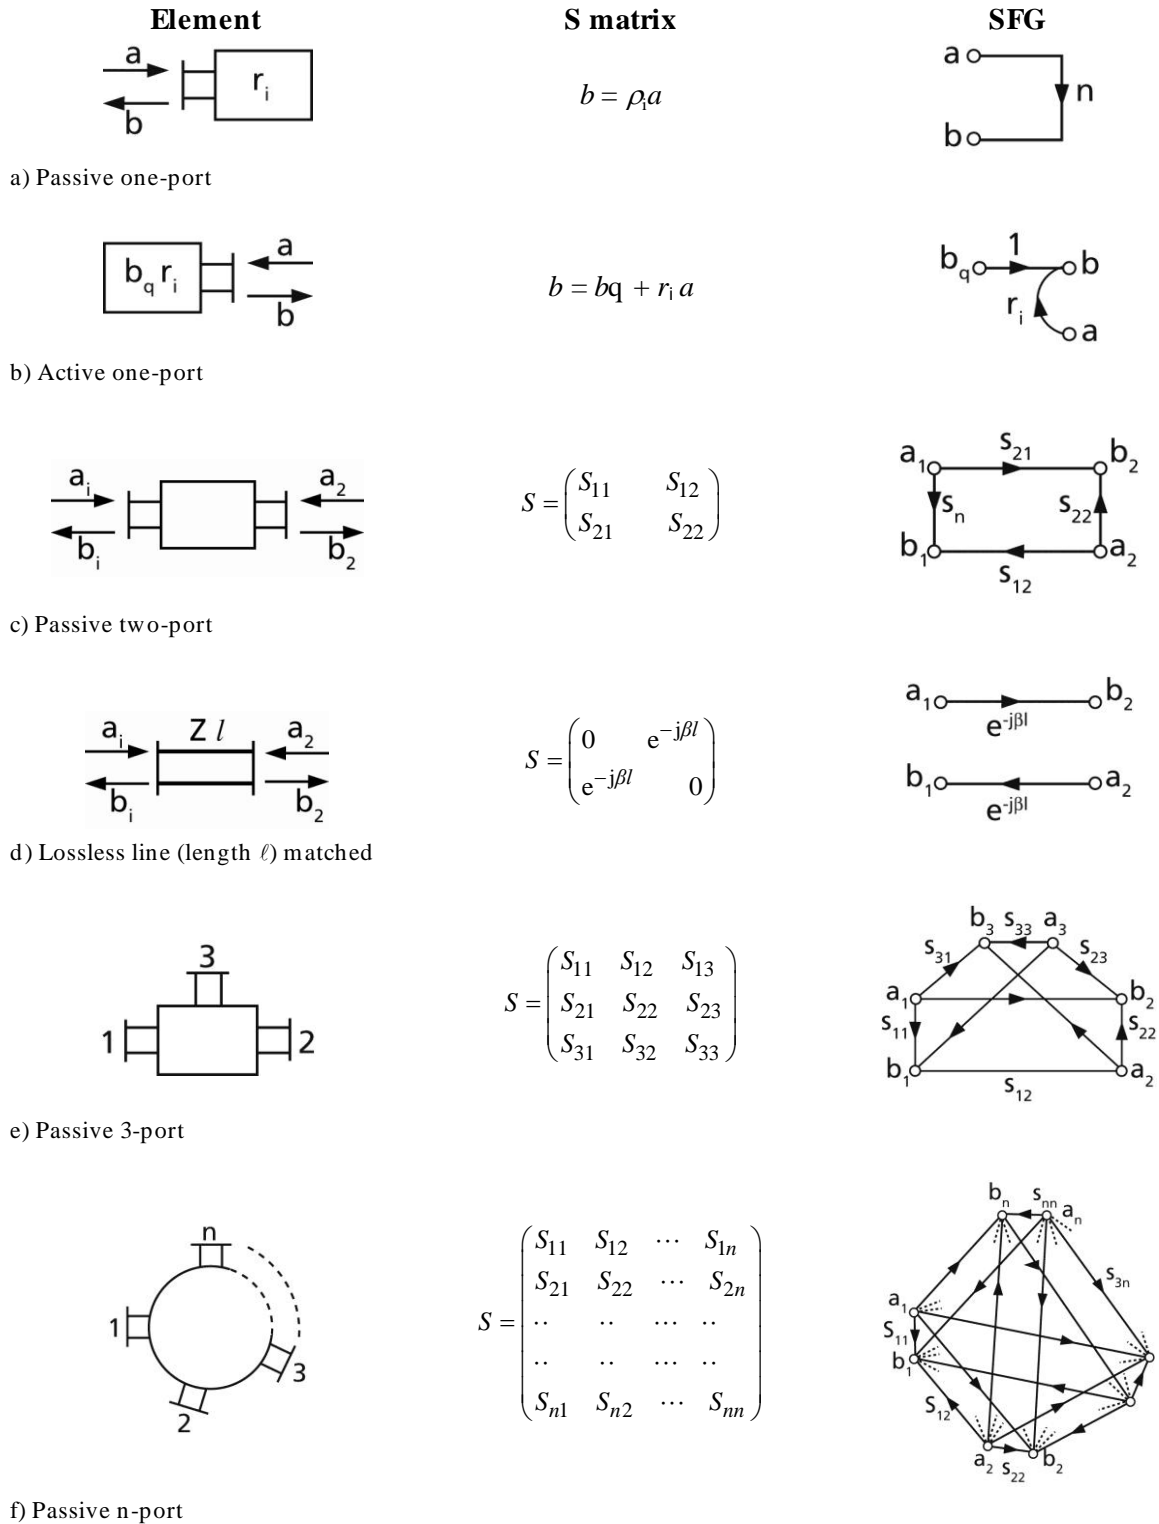 Element S matrix SFG
a
r_i
b
b = ρ_i a
a
n
b
a) Passive one-port
b_q r_i
a
b
b = bq + r_i a
b_q
1
b
r_i
a
b) Active one-port
a_i
a_2
b_i
b_2
S = ( S_11 S_12
S_21 S_22 )
a_1
s_21
b_2
s_n
s_22
b_1
s_12
a_2
c) Passive two-port
a_i
Z l
a_2
b_i
b_2
S = ( 0 e^−jβl
e^−jβl 0 )
a_1
b_2
e^-jβl
b_1
a_2
e^-jβl
d) Lossless line (length ℓ) matched
3
1
2
S = ( S_11 S_12 S_13
S_21 S_22 S_23
S_31 S_32 S_33 )
b_3 s_33 a_3
s_31
s_23
a_1
b_2
s_11
s_22
b_1
a_2
s_12
e) Passive 3-port
n
1
3
2
S = ( S_11 S_12 ⋯ S_1n
S_21 S_22 ⋯ S_2n
·· ·· ⋯ ··
·· ·· ⋯ ··
S_n1 S_n2 ⋯ S_nn )
b_n s_nn a_n
s_3n
a_1
s_11
b_1
s_12
a_2 s_22 b_2
f) Passive n-port